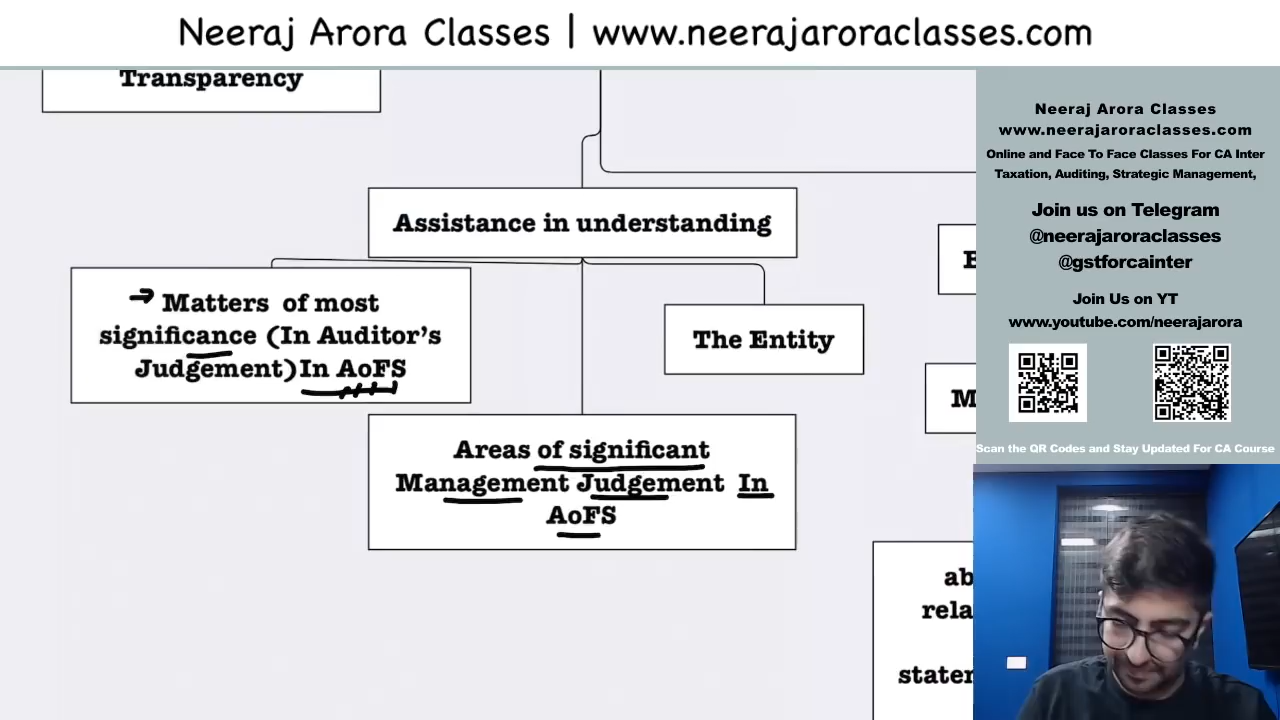 Neeraj Arora Classes | www.neerajaroraclasses.com
Transparency
Assistance in understanding
Matters of most
significance (In Auditor's
Judgement)In AoFS
The Entity
Areas of significant
Management Judgement In
AoFS
ab
rela
stater
Neeraj Arora Classes
www.neerajaroraclasses.com
Online and Face To Face Classes For CA Inter
Taxation, Auditing, Strategic Management,
Join us on Telegram
@neerajaroraclasses
@gstforcainter
Join Us on YT
www.youtube.com/neerajarora
Scan the QR Codes and Stay Updated For CA Course